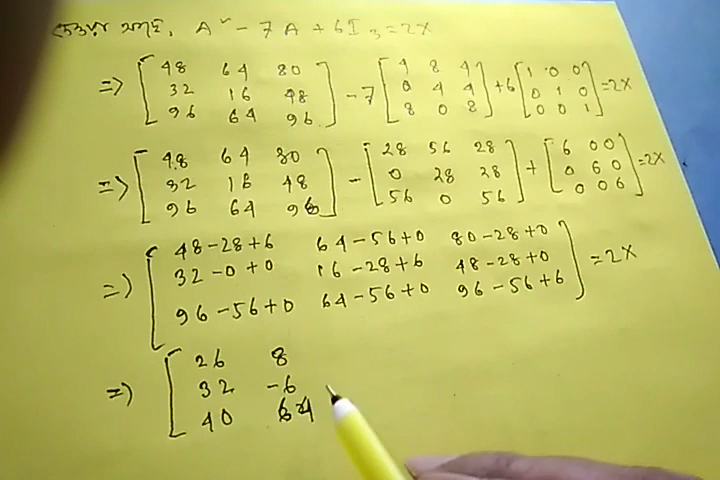 দেওয়া আছে, A² - 7A + 6I₃ = 2X
=> [48 64 80] - 7 [4 8 4] + 6 [1 0 0] = 2X
[32 16 48] [0 4 4] [0 1 0]
[96 64 96] [8 0 8] [0 0 1]
=> [48 64 80] - [28 56 28] + [6 0 0] = 2X
[32 16 48] [0 28 28] [0 6 0]
[96 64 96] [56 0 56] [0 0 6]
=> [48-28+6 64-56+0 80-28+0] = 2X
[32-0+0 16-28+6 48-28+0]
[96-56+0 64-56+0 96-56+6]
=> [26 8
32 -6
40